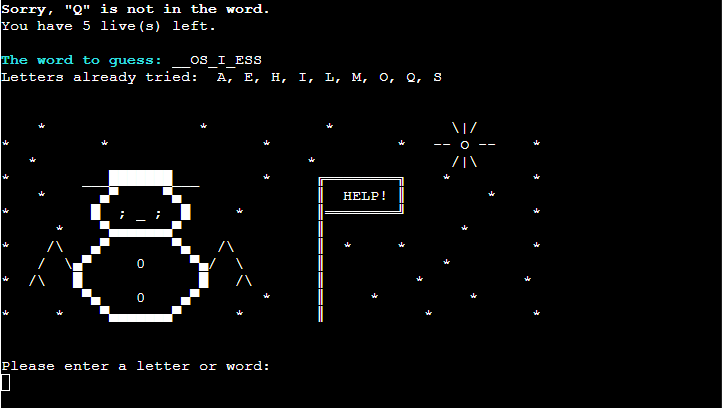 Sorry, "Q" is not in the word.
You have 5 live(s) left.
The word to guess: __OS_I_ESS
Letters already tried:  A, E, H, I, L, M, O, Q, S
HELP!
Please enter a letter or word: